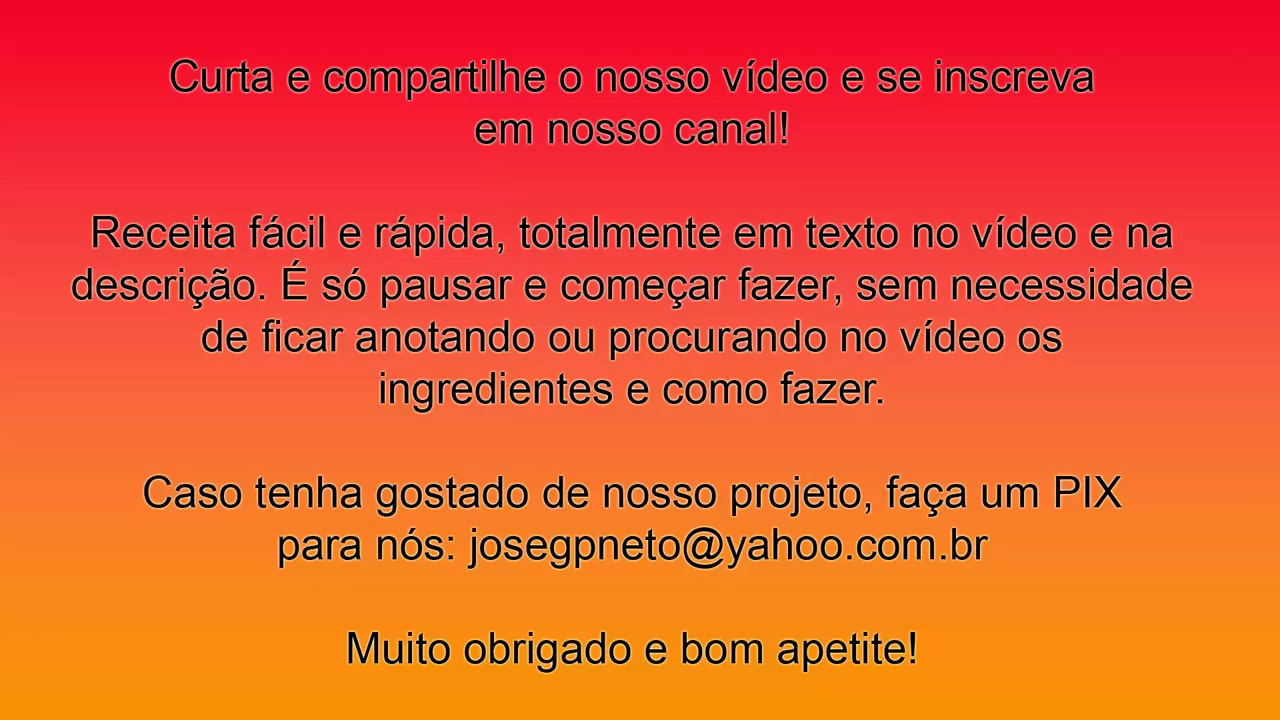 Curta e compartilhe o nosso vídeo e se inscreva
em nosso canal!
Receita fácil e rápida, totalmente em texto no vídeo e na
descrição. É só pausar e começar fazer, sem necessidade
de ficar anotando ou procurando no vídeo os
ingredientes e como fazer.
Caso tenha gostado de nosso projeto, faça um PIX
para nós: josegpneto@yahoo.com.br
Muito obrigado e bom apetite!